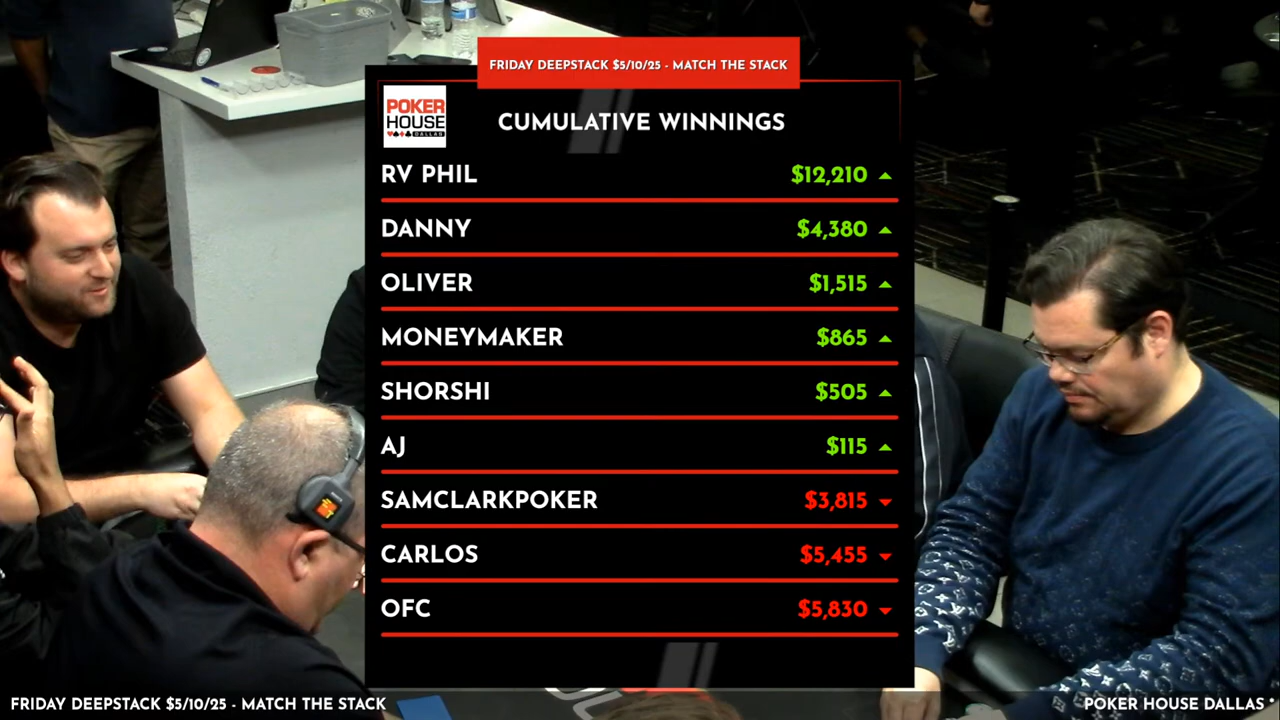 FRIDAY DEEPSTACK $5/10/25 - MATCH THE STACK
POKER
HOUSE
DALLAS
CUMULATIVE WINNINGS
RV PHIL $12,210
DANNY $4,380
OLIVER $1,515
MONEYMAKER $865
SHORSHI $505
AJ $115
SAMCLARKPOKER $3,815
CARLOS $5,455
OFC $5,830
FRIDAY DEEPSTACK $5/10/25 - MATCH THE STACK
POKER HOUSE DALLAS